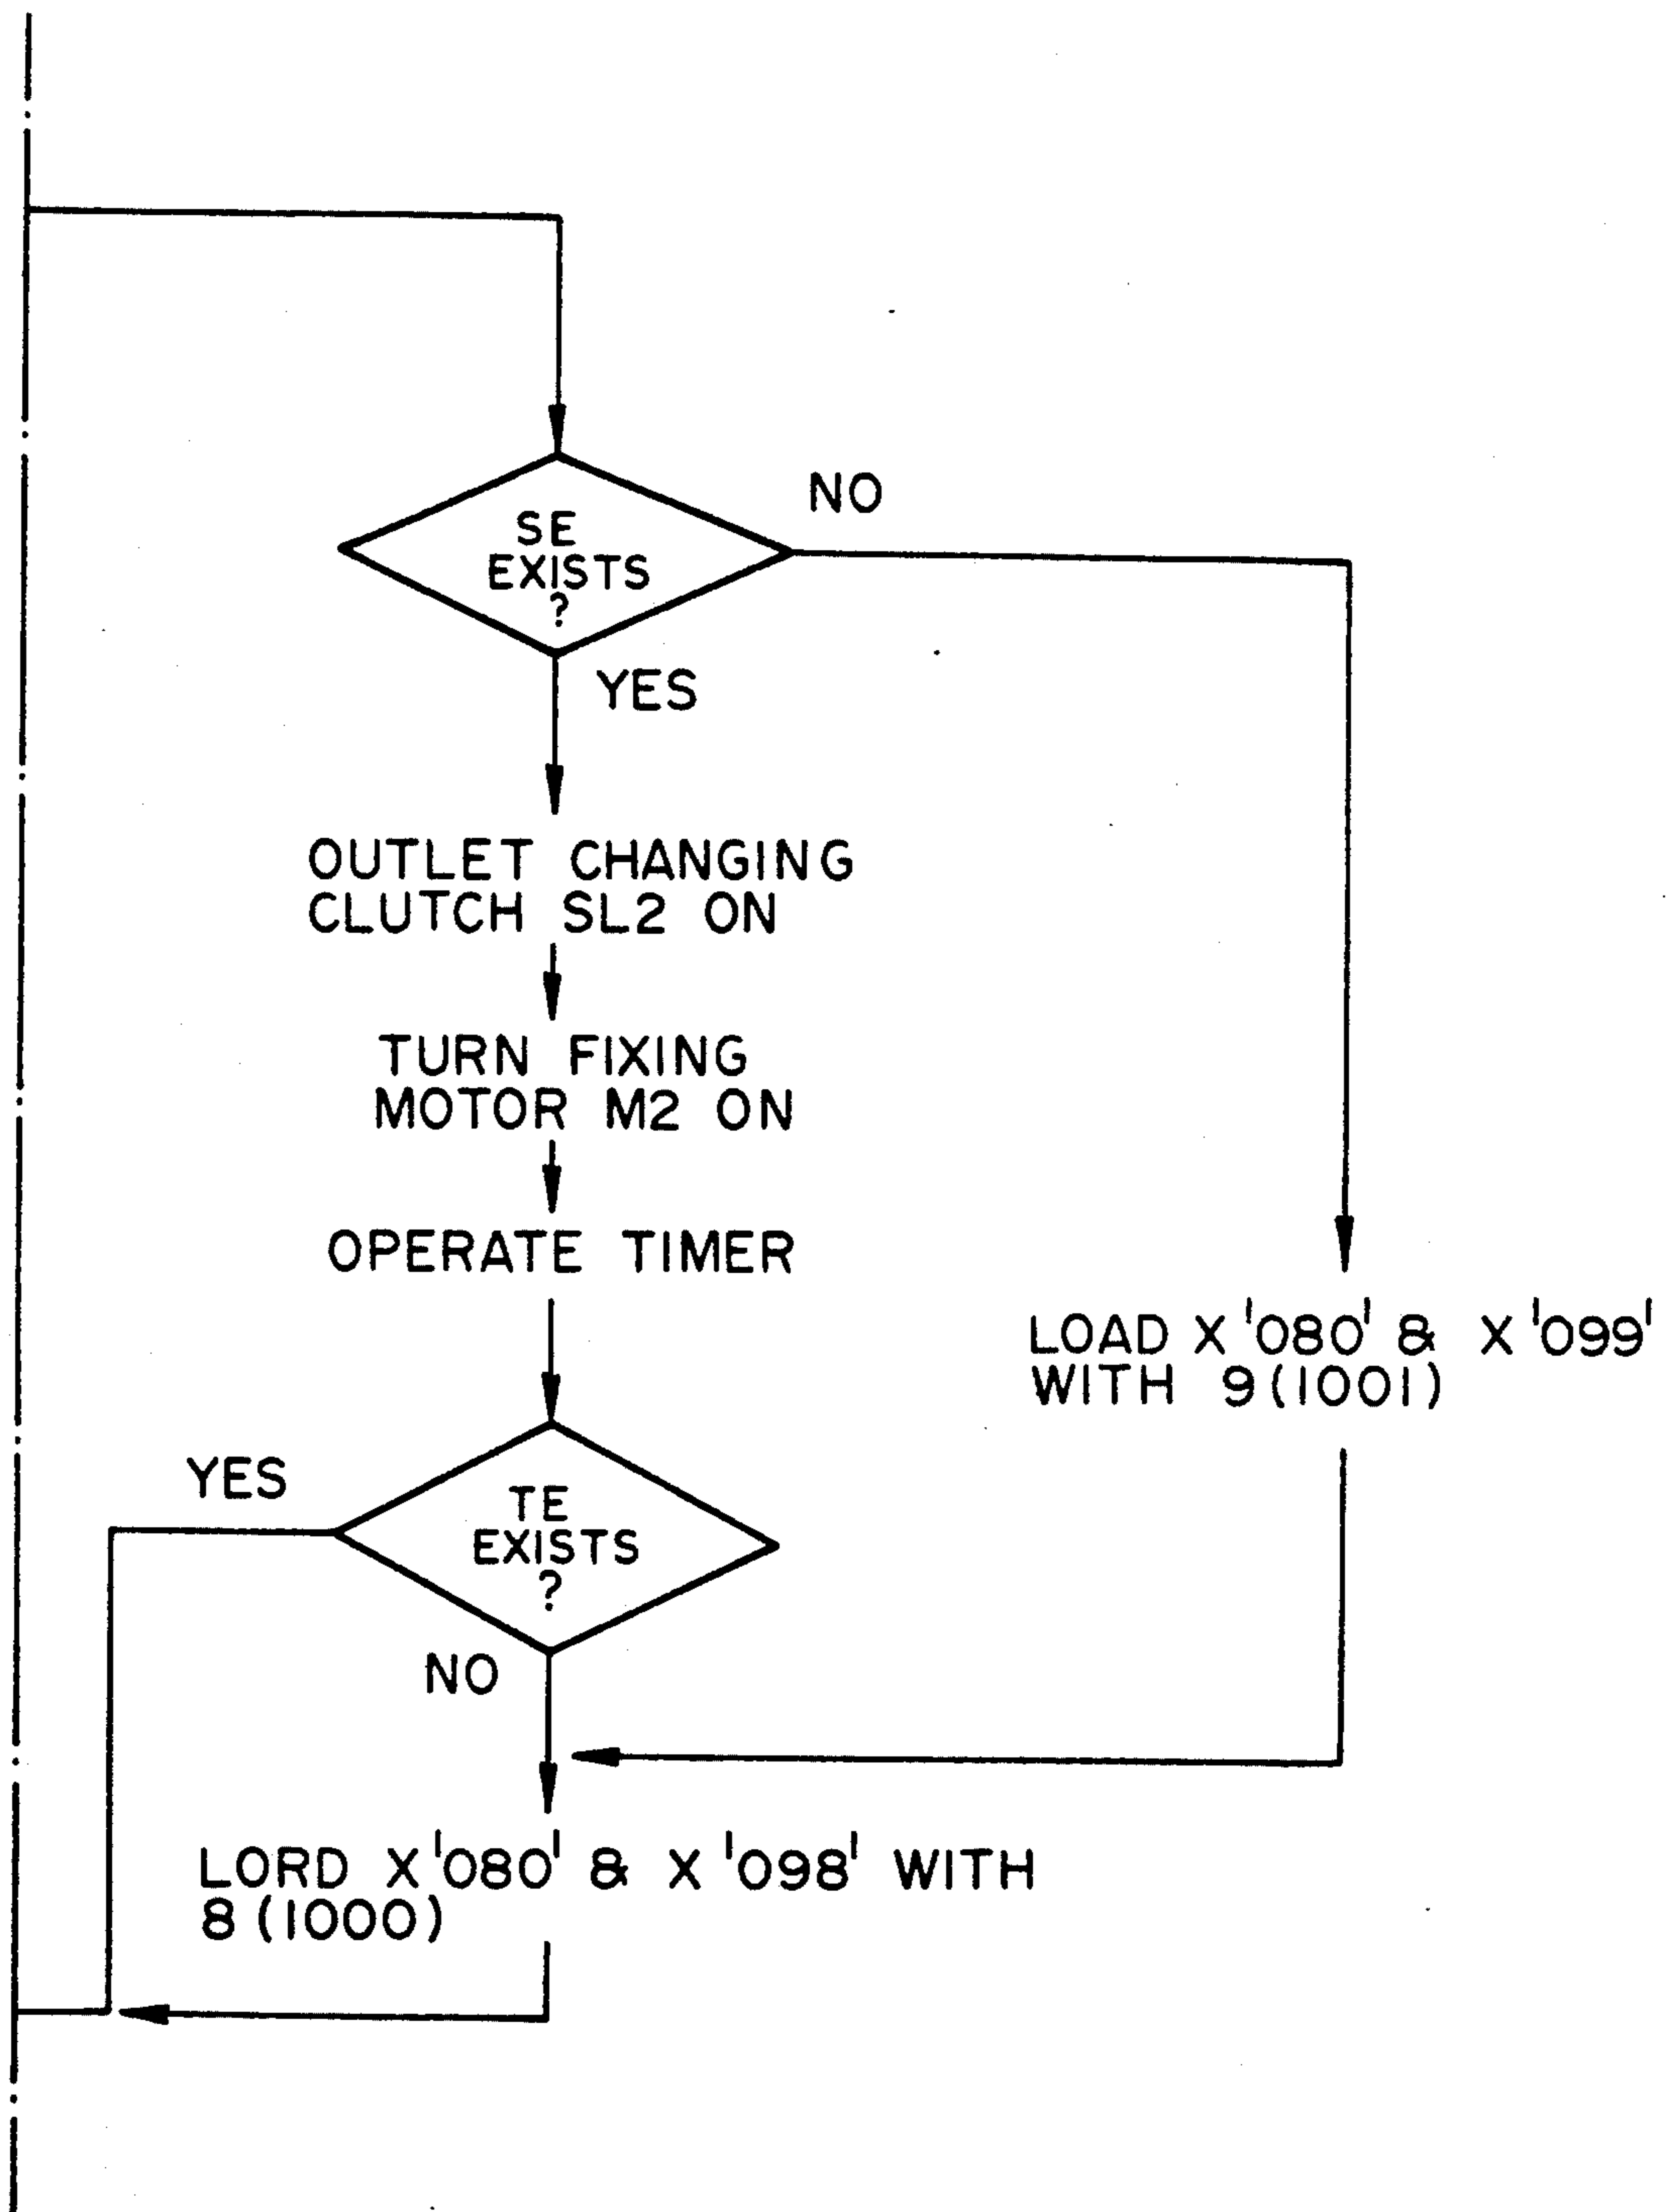 NO
SE
EXISTS
?
YES
OUTLET CHANGING
CLUTCH SL2 ON
TURN FIXING
MOTOR M2 ON
OPERATE TIMER
LOAD X'080' & X'099'
WITH 9(1001)
YES
TE
EXISTS
?
NO
LORD X'080' & X'098' WITH
8(1000)